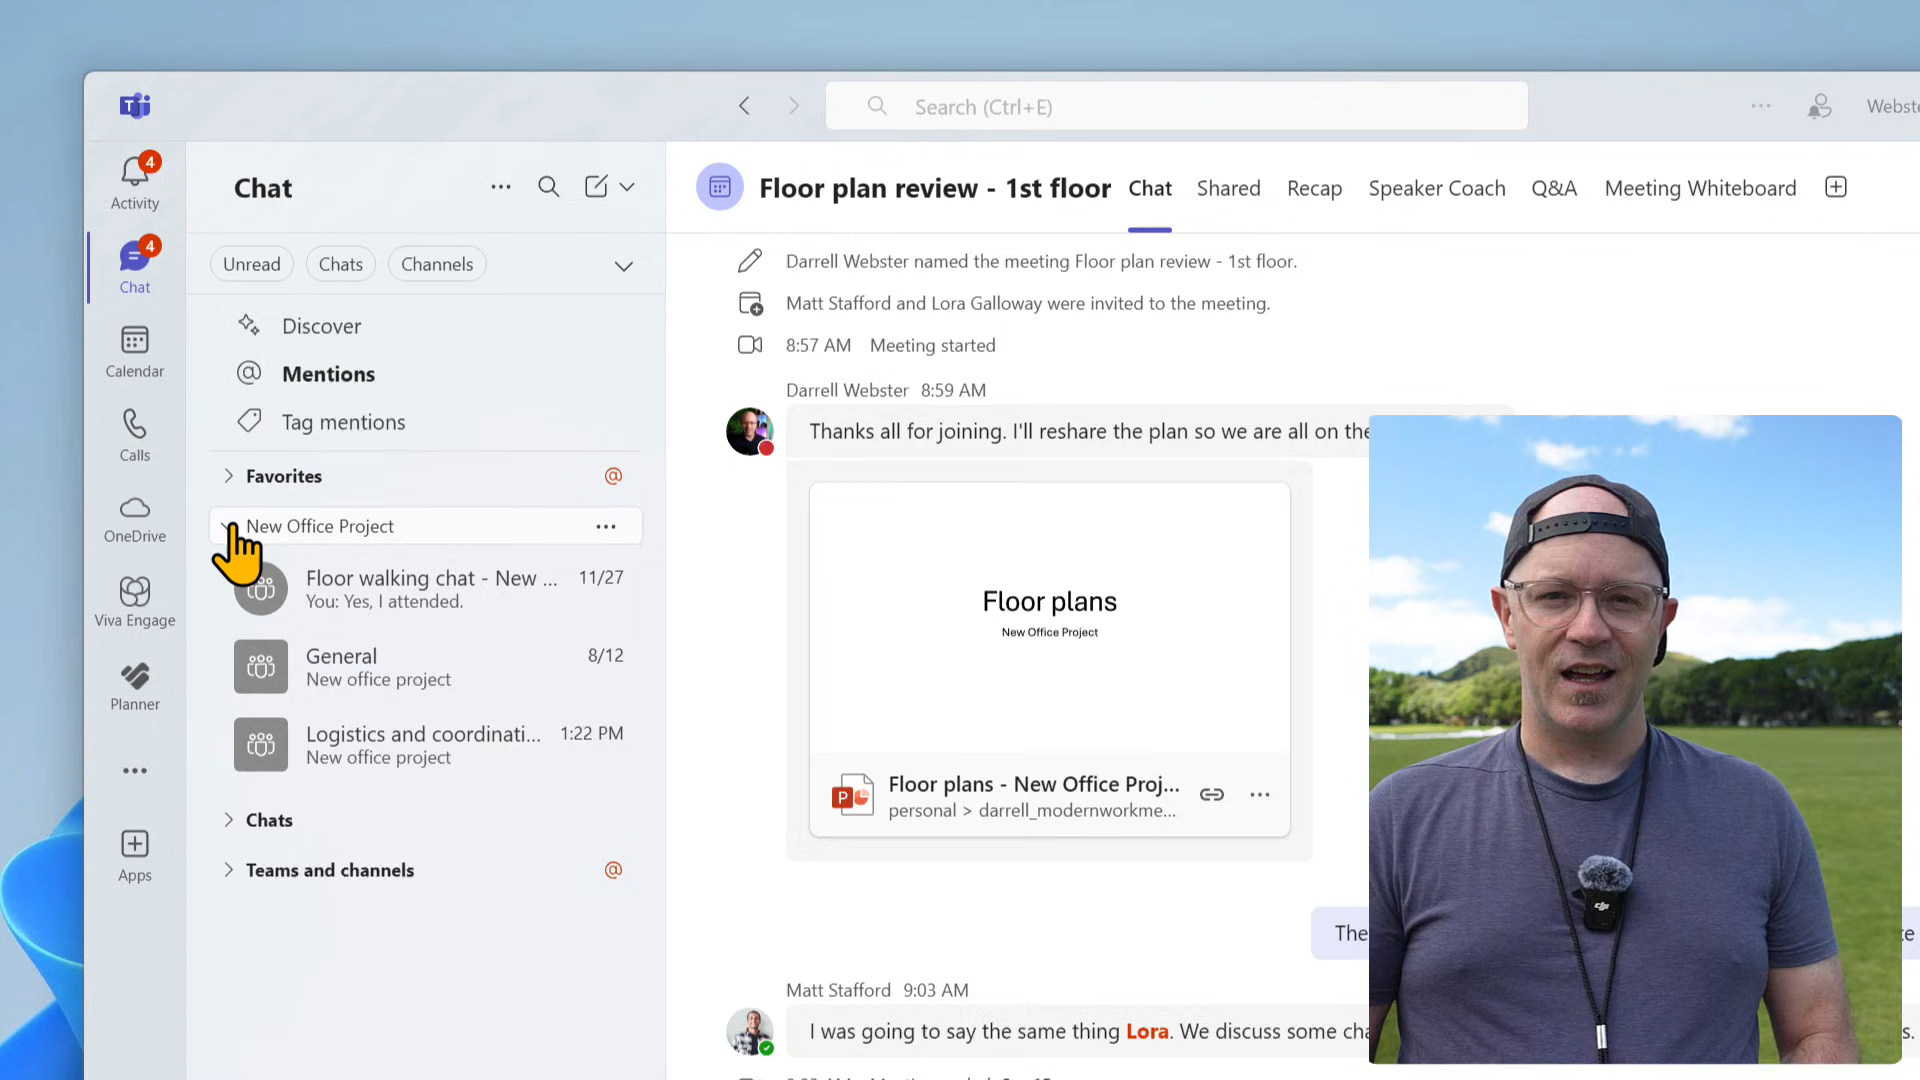 Search (Ctrl+E)
4
Activity
4
Chat
Calendar
Calls
OneDrive
Viva Engage
Planner
Apps
Chat
Unread
Chats
Channels
Discover
Mentions
Tag mentions
Favorites
New Office Project
Floor walking chat - New ... 11/27
You: Yes, I attended.
General 8/12
New office project
Logistics and coordinati... 1:22 PM
New office project
Chats
Teams and channels
Floor plan review - 1st floor Chat Shared Recap Speaker Coach Q&A Meeting Whiteboard
Darrell Webster named the meeting Floor plan review - 1st floor.
Matt Stafford and Lora Galloway were invited to the meeting.
8:57 AM Meeting started
Darrell Webster 8:59 AM
Thanks all for joining. I'll reshare the plan so we are all on the
Floor plans
New Office Project
P
Floor plans - New Office Proj...
personal > darrell_modernworkme...
The
Matt Stafford 9:03 AM
I was going to say the same thing Lora. We discuss some
dji